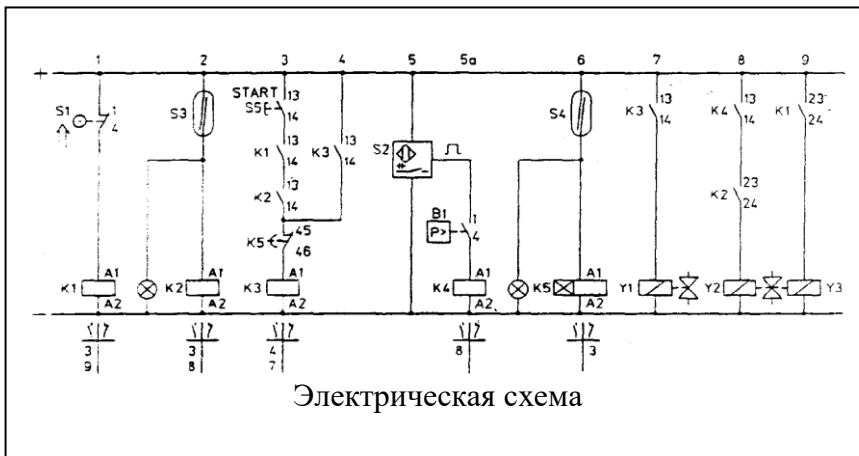 1 2 3 4 5 5a 6 7 8 9
+
START
S1 1 4
S3
S5 13 14
K1 13 14
K2 13 14
K3 13 14
K5 45 46
S2
B1 P> 1 4
S4
K3 13 14
K4 13 14
K2 23 24
K1 23 24
K1 A1 A2
K2 A1 A2
K3 A1 A2
K4 A1 A2
K5 A1 A2
Y1 Y2 Y3
3 3 4 8 3
9 8 7
Электрическая схема